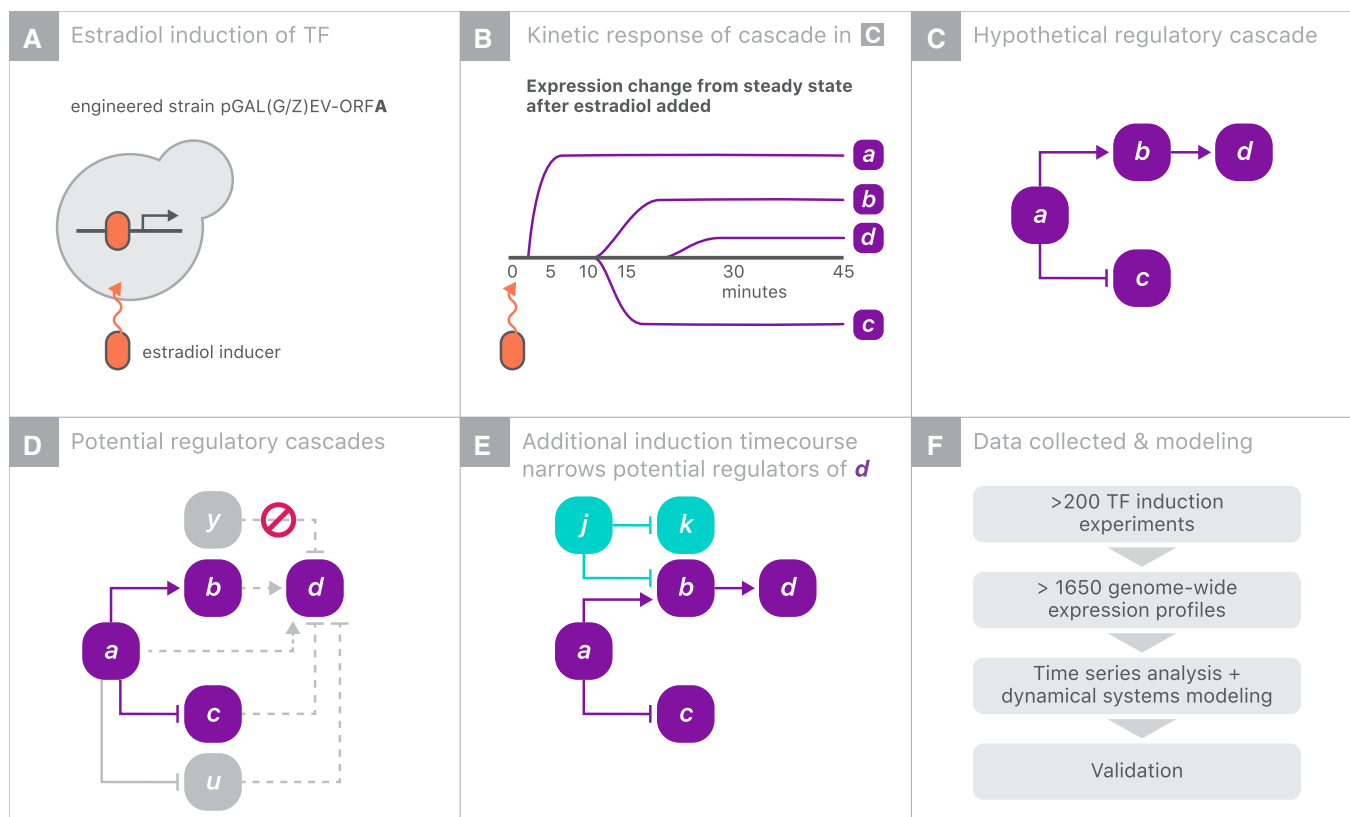 A Estradiol induction of TF
engineered strain pGAL(G/Z)EV-ORFA
estradiol inducer
B Kinetic response of cascade in C
Expression change from steady state
after estradiol added
a
b
d
0 5 10 15 30 45
minutes
c
C Hypothetical regulatory cascade
b d
a
c
D Potential regulatory cascades
y
b d
a
c
u
E Additional induction timecourse
narrows potential regulators of d
j k
b d
a
c
F Data collected & modeling
>200 TF induction
experiments
> 1650 genome-wide
expression profiles
Time series analysis +
dynamical systems modeling
Validation